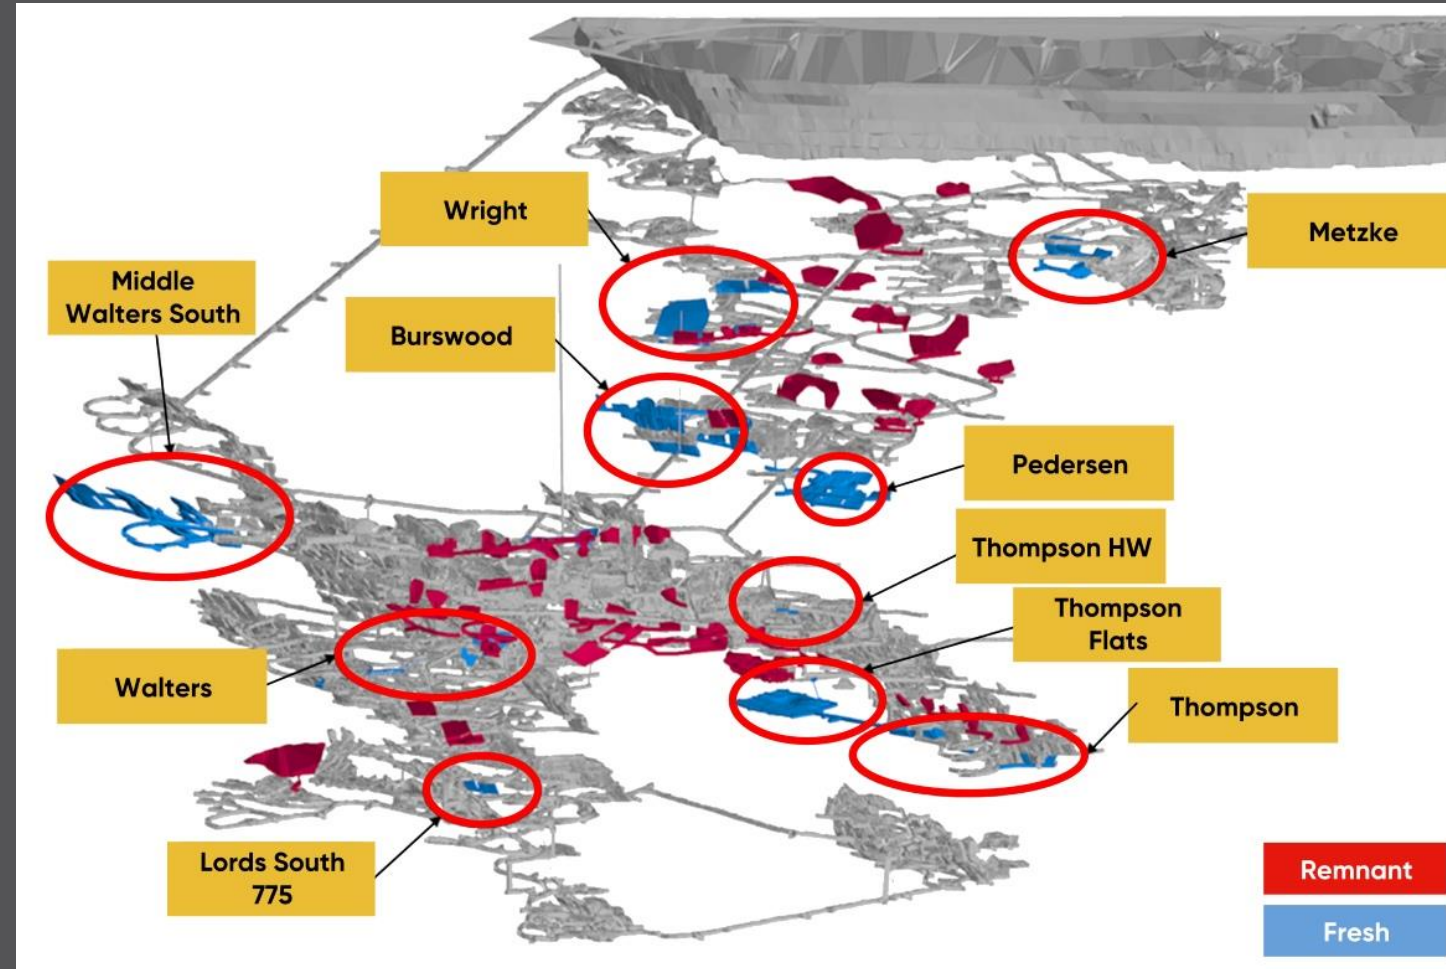 Wright
Metzke
Middle
Walters South
Burswood
Pedersen
Thompson HW
Thompson
Flats
Walters
Thompson
Lords South
775
Remnant
Fresh